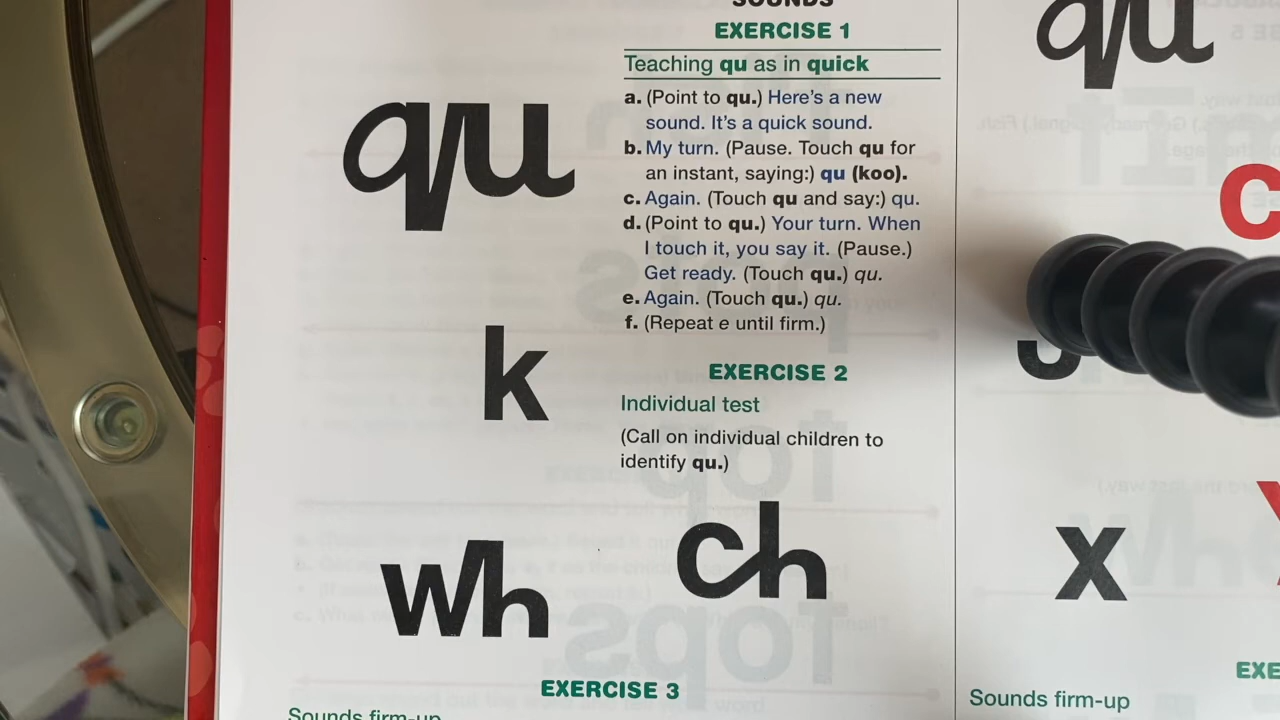 SOUNDS
EXERCISE 1
Teaching qu as in quick
a. (Point to qu.) Here's a new
sound. It's a quick sound.
b. My turn. (Pause. Touch qu for
an instant, saying:) qu (koo).
c. Again. (Touch qu and say:) qu.
d. (Point to qu.) Your turn. When
I touch it, you say it. (Pause.)
Get ready. (Touch qu.) qu.
e. Again. (Touch qu.) qu.
f. (Repeat e until firm.)
qu
k
EXERCISE 2
Individual test
(Call on individual children to
identify qu.)
wh
ch
EXERCISE 3
Sounds firm-up
qu
c
x
Sounds firm-up